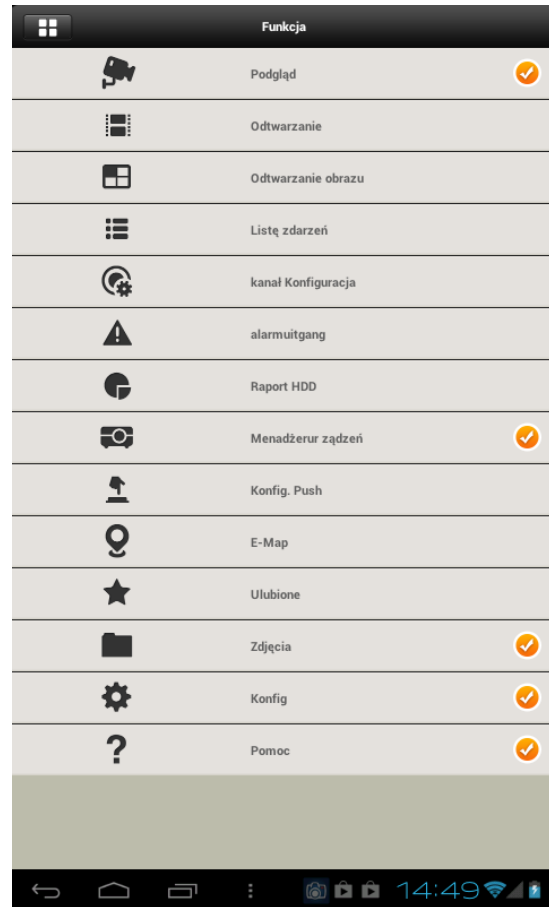 Funkcja
Podgląd
Odtwarzanie
Odtwarzanie obrazu
Listę zdarzeń
kanał Konfiguracja
alarmuitgang
Raport HDD
Menadżerur ządzeń
Konfig. Push
E-Map
Ulubione
Zdjęcia
Konfig
Pomoc
14:49